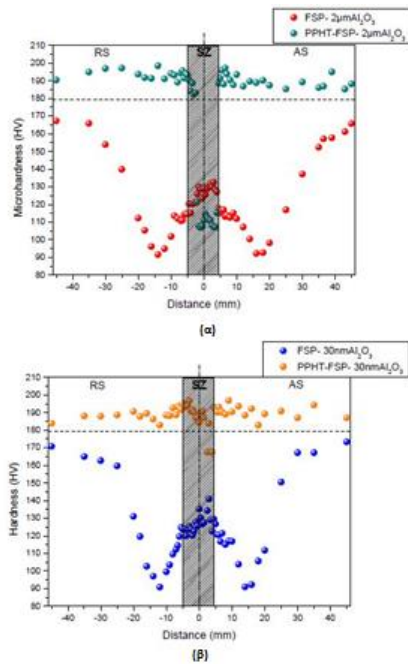 FSP- 2μmAl₂O₃
PPHT-FSP- 2μmAl₂O₃
RS SZ AS
Microhardness (HV)
210
200
190
180
170
160
150
140
130
120
110
100
90
80
-40 -30 -20 -10 0 10 20 30 40
Distance (mm)
(α)
FSP- 30nmAl₂O₃
PPHT-FSP- 30nmAl₂O₃
RS SZ AS
Hardness (HV)
210
200
190
180
170
160
150
140
130
120
110
100
90
80
-40 -30 -20 -10 0 10 20 30 40
Distance (mm)
(β)